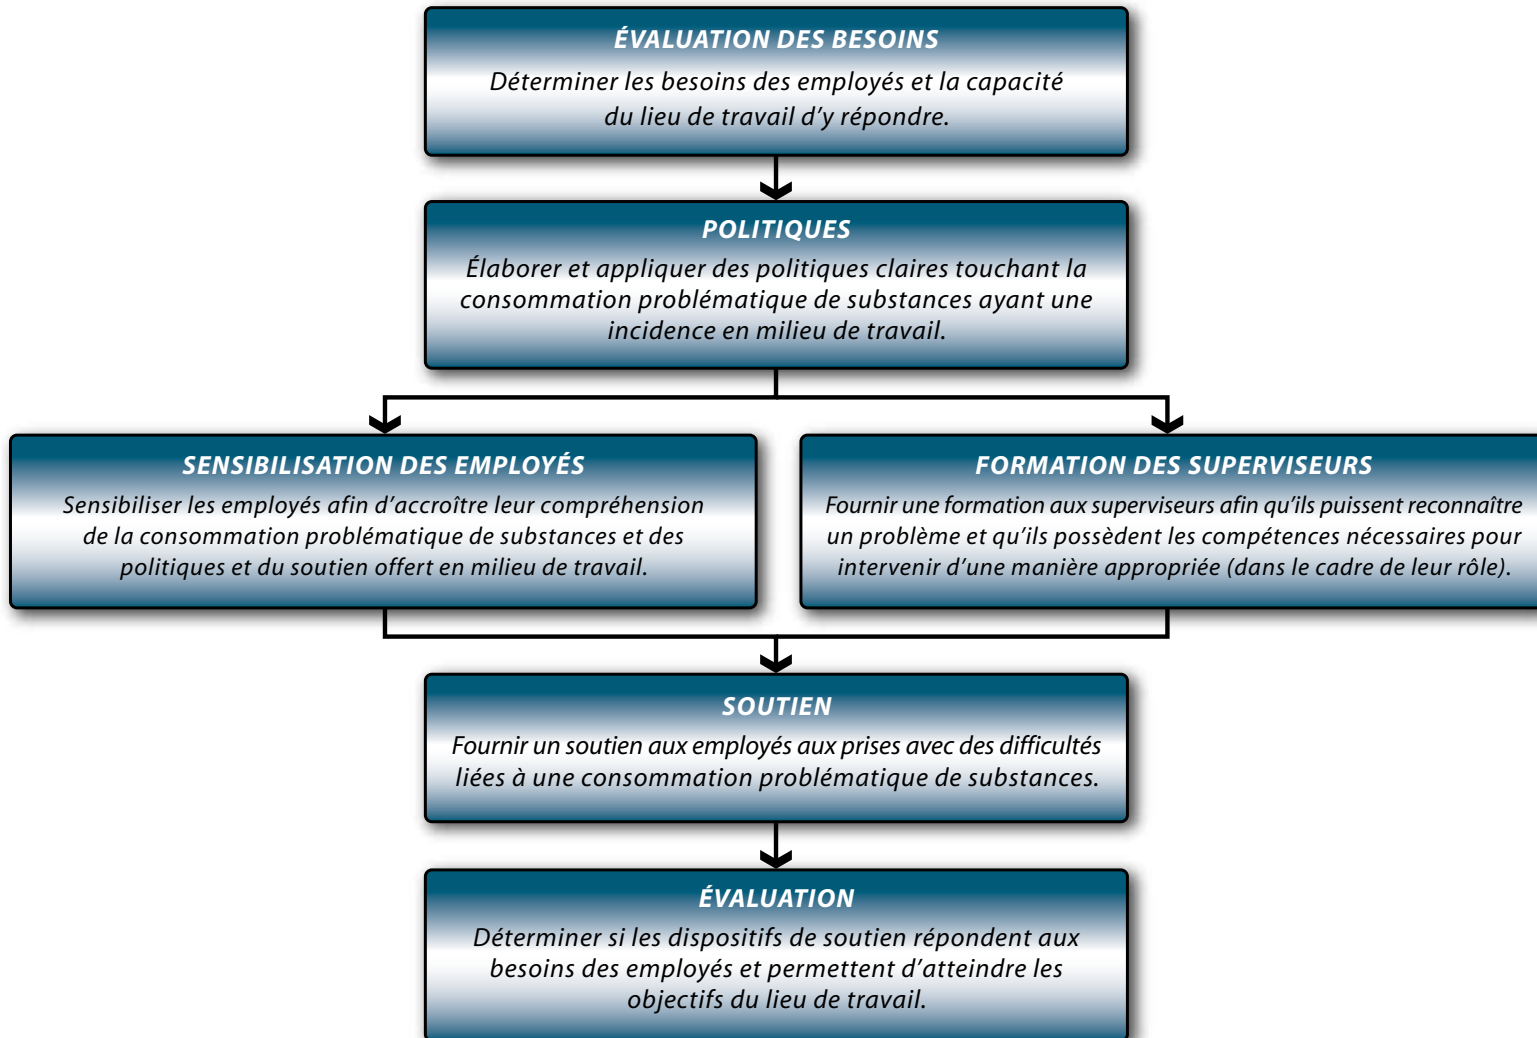 ÉVALUATION DES BESOINS
Déterminer les besoins des employés et la capacité
du lieu de travail d'y répondre.
POLITIQUES
Élaborer et appliquer des politiques claires touchant la
consommation problématique de substances ayant une
incidence en milieu de travail.
SENSIBILISATION DES EMPLOYÉS
Sensibiliser les employés afin d'accroître leur compréhension
de la consommation problématique de substances et des
politiques et du soutien offert en milieu de travail.
FORMATION DES SUPERVISEURS
Fournir une formation aux superviseurs afin qu'ils puissent reconnaître
un problème et qu'ils possèdent les compétences nécessaires pour
intervenir d'une manière appropriée (dans le cadre de leur rôle).
SOUTIEN
Fournir un soutien aux employés aux prises avec des difficultés
liées à une consommation problématique de substances.
ÉVALUATION
Déterminer si les dispositifs de soutien répondent aux
besoins des employés et permettent d'atteindre les
objectifs du lieu de travail.